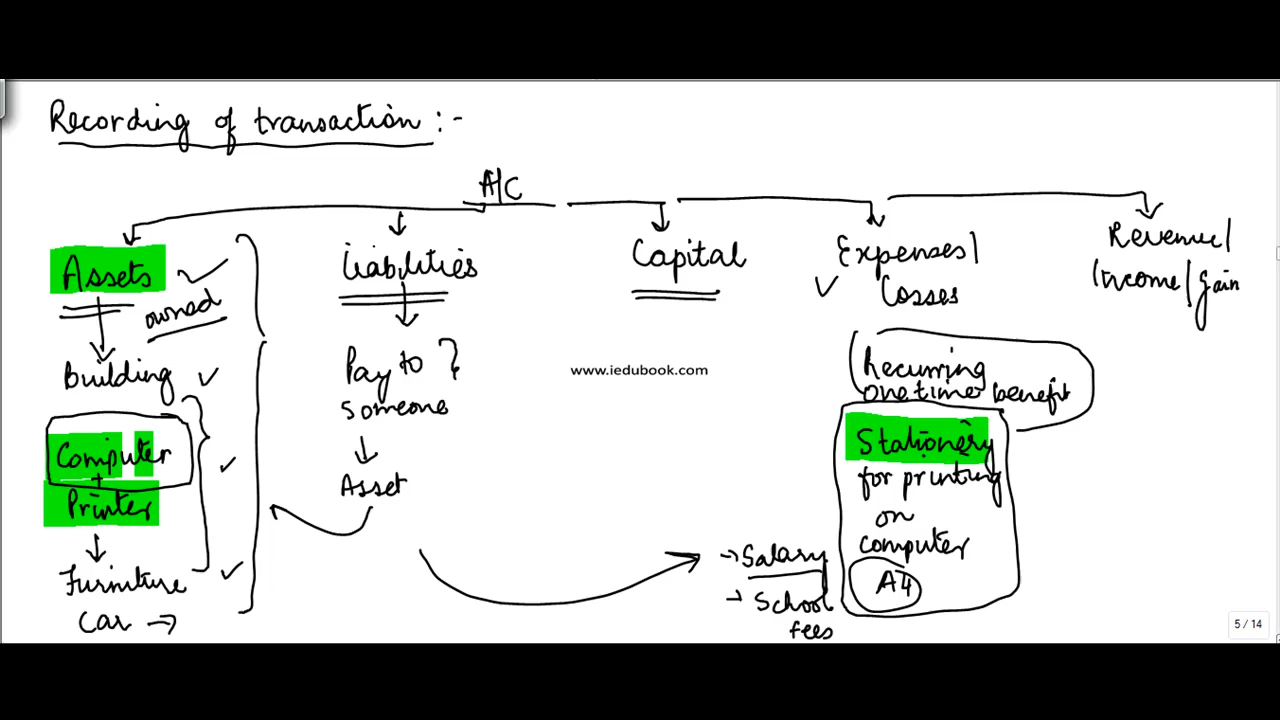 Recording of transaction :-
A/C
Assets
owned
Building
Computer
+
Printer
Furniture
Car
Liabilities
Pay to
Someone
Asset
Capital
www.iedubook.com
Expenses/
Losses
Recurring
one time benefit
Stationery
for printing
on
computer
A4
Salary
School
fees
Revenue/
Income/gain
5 / 14